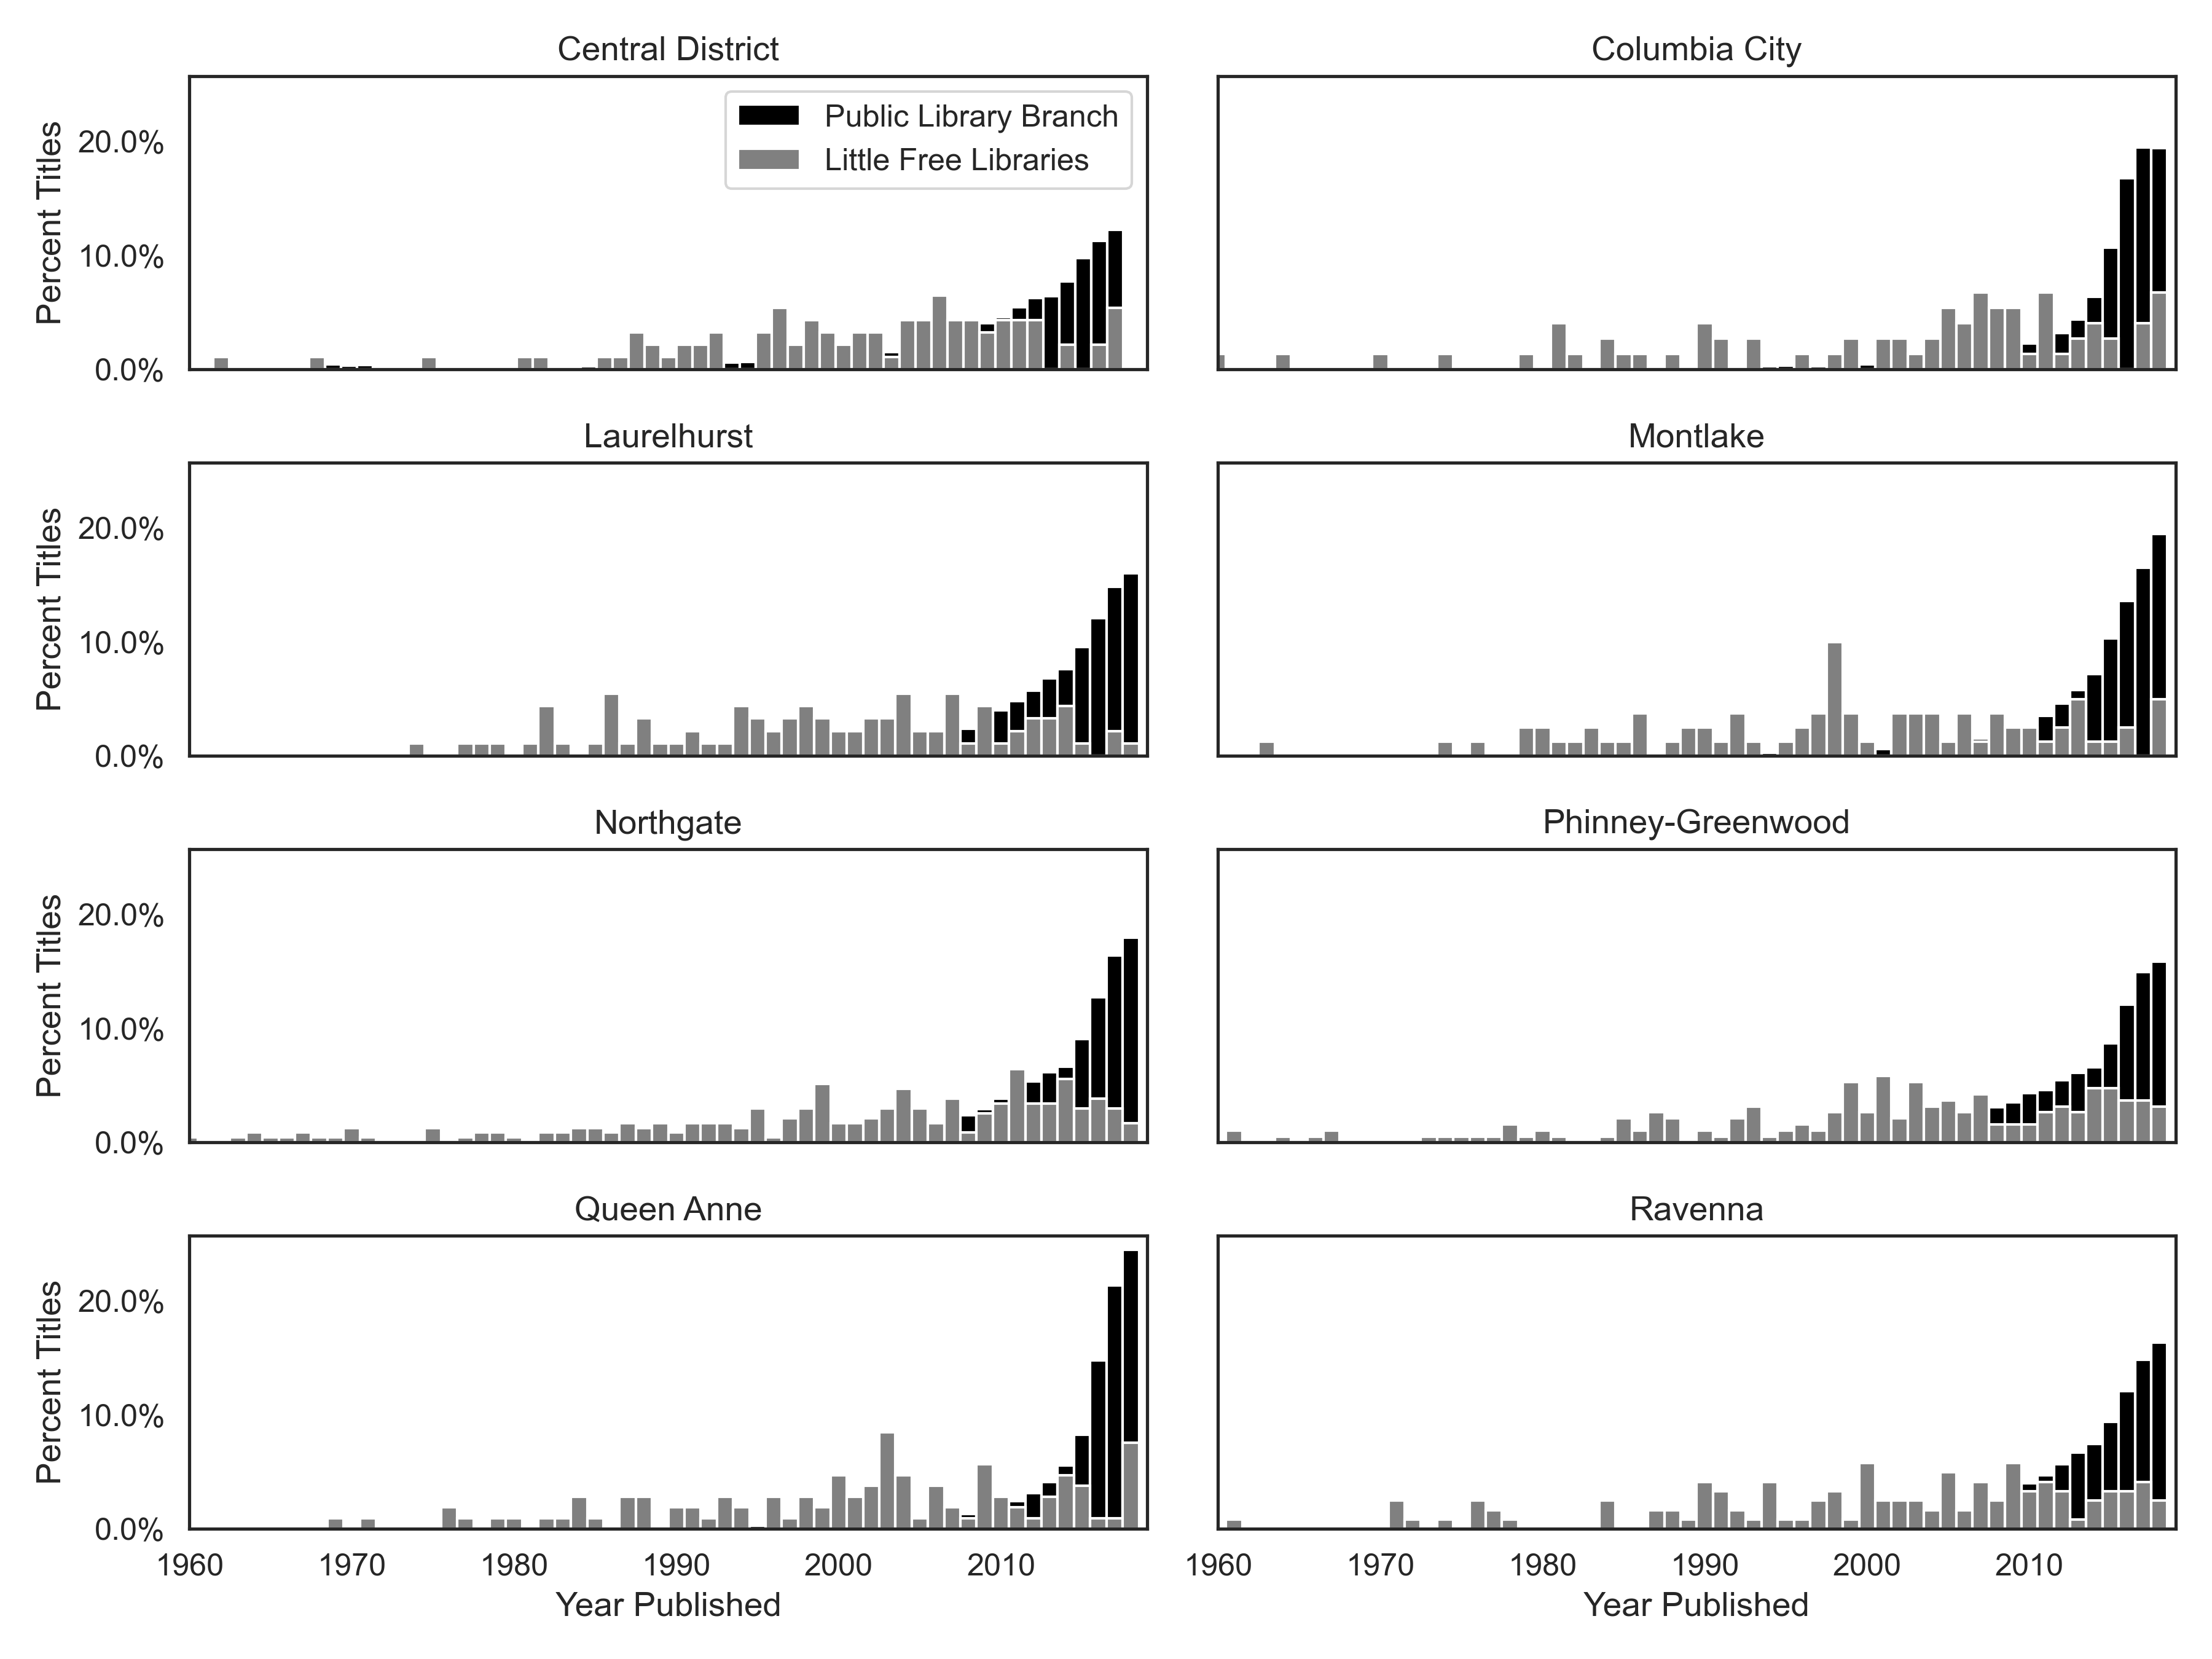 Central District
Columbia City
Percent Titles
20.0%
10.0%
0.0%
Public Library Branch
Little Free Libraries
Laurelhurst
Montlake
Percent Titles
20.0%
10.0%
0.0%
Northgate
Phinney-Greenwood
Percent Titles
20.0%
10.0%
0.0%
Queen Anne
Ravenna
Percent Titles
20.0%
10.0%
0.0%
1960 1970 1980 1990 2000 2010
1960 1970 1980 1990 2000 2010
Year Published
Year Published